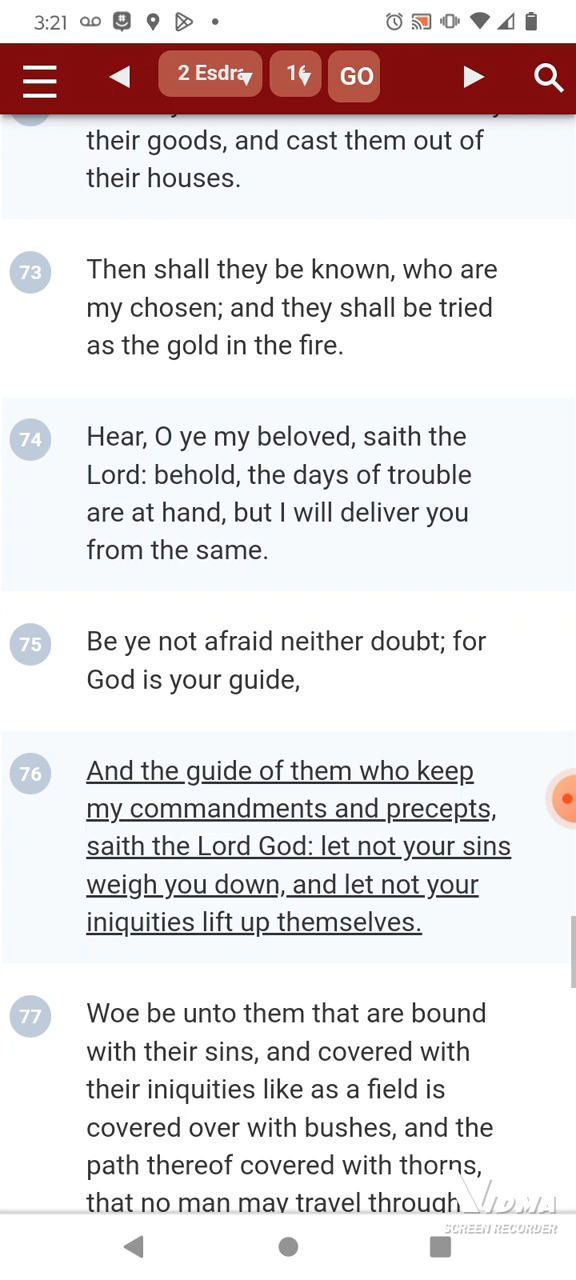 3:21
2 Esdra
16
GO
their goods, and cast them out of
their houses.
73
Then shall they be known, who are
my chosen; and they shall be tried
as the gold in the fire.
74
Hear, O ye my beloved, saith the
Lord: behold, the days of trouble
are at hand, but I will deliver you
from the same.
75
Be ye not afraid neither doubt; for
God is your guide,
76
And the guide of them who keep
my commandments and precepts,
saith the Lord God: let not your sins
weigh you down, and let not your
iniquities lift up themselves.
77
Woe be unto them that are bound
with their sins, and covered with
their iniquities like as a field is
covered over with bushes, and the
path thereof covered with thorns,
that no man may travel through
VIDMA
SCREEN RECORDER